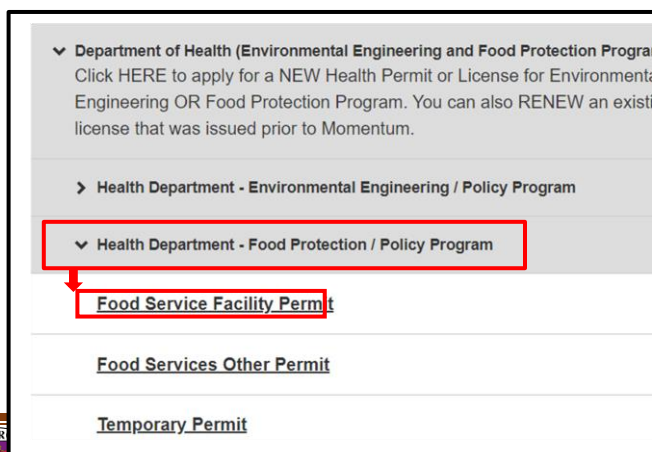 Department of Health (Environmental Engineering and Food Protection
Click HERE to apply for a NEW Health Permit or License for
Engineering OR Food Protection Program. You can also RENEW an
license that was issued prior to Momentum.
Health Department - Environmental Engineering / Policy Program
Health Department - Food Protection / Policy Program
Food Service Facility Permit
Food Services Other Permit
Temporary Permit